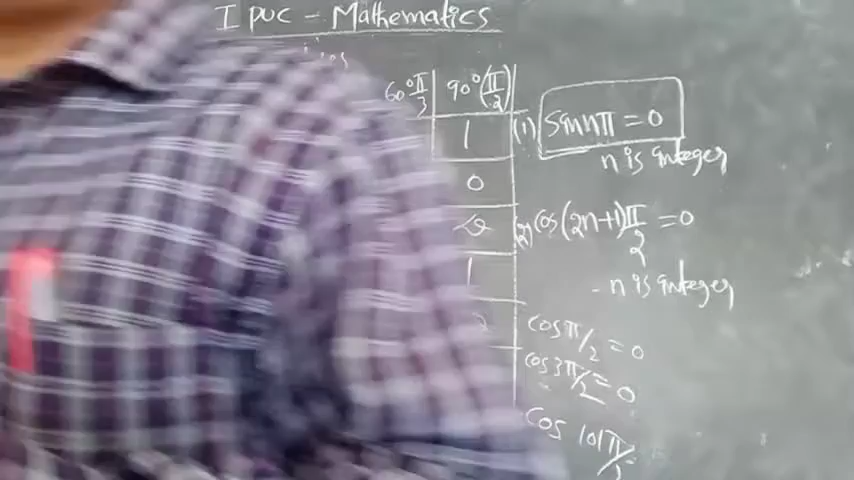 I PUC - Mathematics
60° π/3 | 90° (π/2)
1
0
∞
1
(1) sin nπ = 0
n is integer
(2) cos (2n+1) π/2 = 0
- n is integer
cos π/2 = 0
cos 3π/2 = 0
cos 101π/